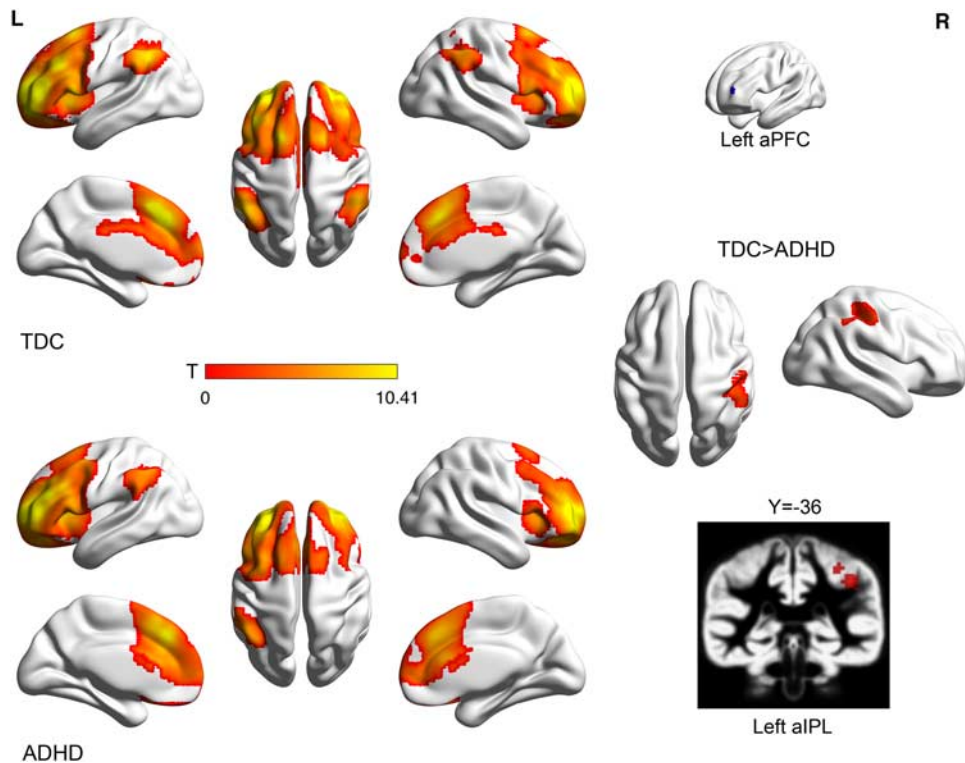 L
R
Left aPFC
TDC>ADHD
TDC
T
0
10.41
Y=-36
Left aIPL
ADHD